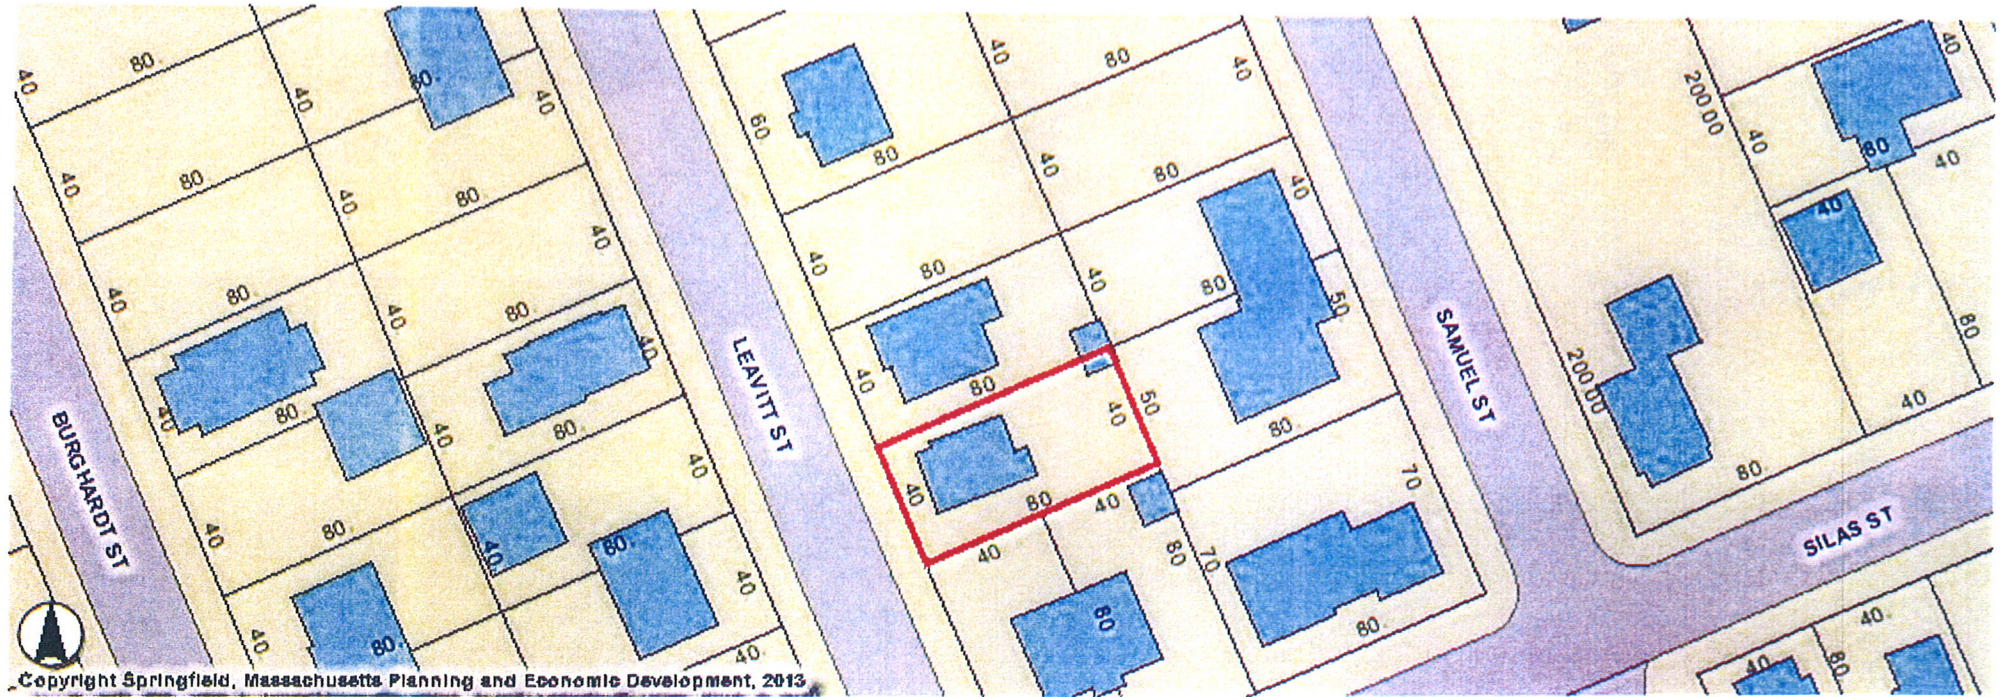 40 80. 40 80. 40
40 80. 40 80.
40 80. 40
40 80. 40 80. 40
40 80. 40 80. 40
40 80. 40. 80. 40
40 80. 40.
BURGHARDT ST
LEAVITT ST
60 80 40 80 40
40 80 40 80 40
40 80 40 80 50
40 80 40 50 80
40 40 80 80 70 70 80.
SAMUEL ST
200.00 40 80 40 40
200.00 40 80
80. 40
SILAS ST
40 80. 40.
Copyright Springfield, Massachusetts Planning and Economic Development, 2013